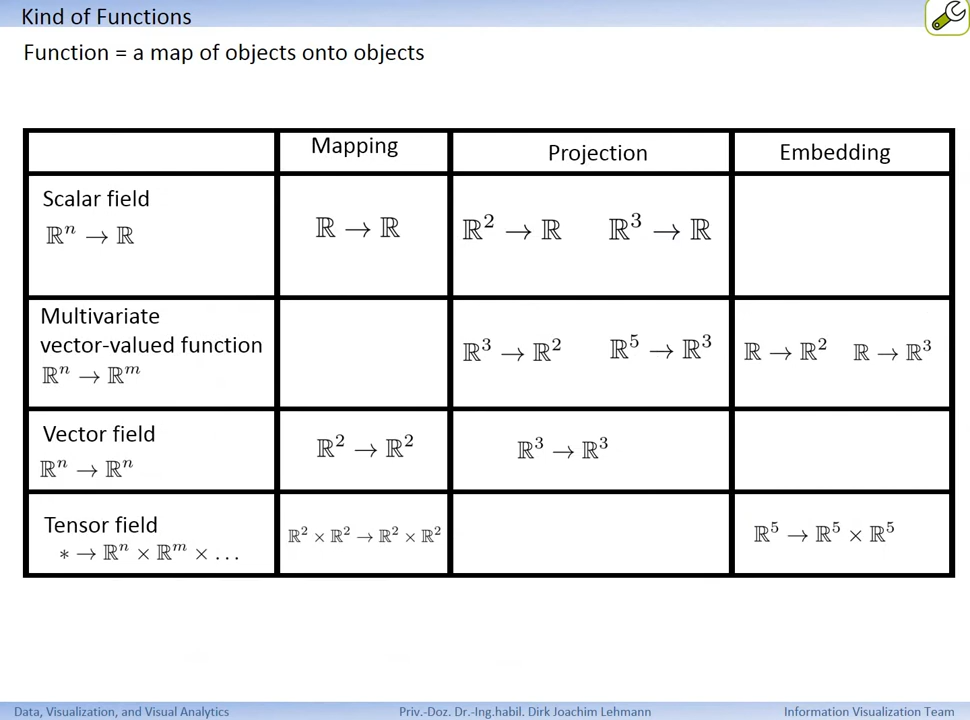 Kind of Functions
Function = a map of objects onto objects
Mapping Projection Embedding
Scalar field
ℝⁿ → ℝ
ℝ → ℝ
ℝ² → ℝ ℝ³ → ℝ
Multivariate
vector-valued function
ℝⁿ → ℝᵐ
ℝ³ → ℝ² ℝ⁵ → ℝ³
ℝ → ℝ² ℝ → ℝ³
Vector field
ℝⁿ → ℝⁿ
ℝ² → ℝ²
ℝ³ → ℝ³
Tensor field
* → ℝⁿ × ℝᵐ × ...
ℝ² × ℝ² → ℝ² × ℝ²
ℝ⁵ → ℝ⁵ × ℝ⁵
Data, Visualization, and Visual Analytics
Priv.-Doz. Dr.-Ing.habil. Dirk Joachim Lehmann
Information Visualization Team